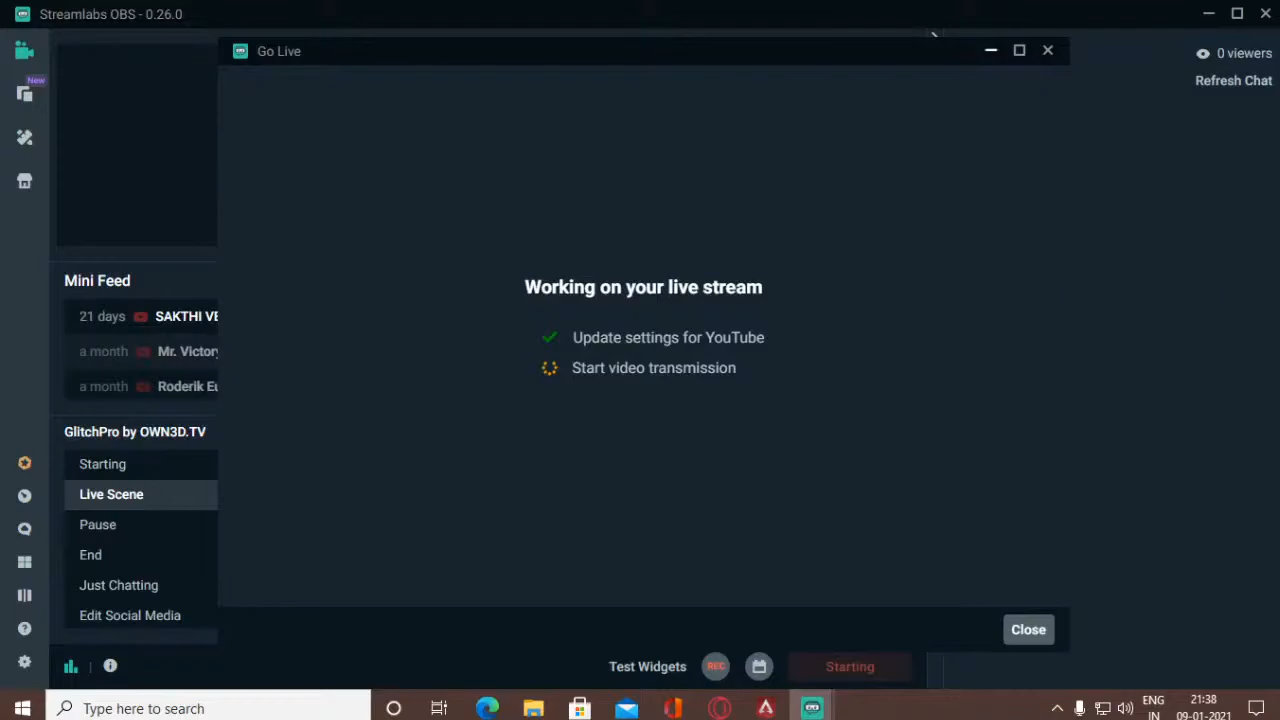 Streamlabs OBS - 0.26.0
Go Live
0 viewers
Refresh Chat
New
Working on your live stream
Update settings for YouTube
Start video transmission
Mini Feed
21 days SAKTHI VE
a month Mr. Victory
a month Roderik Eu
GlitchPro by OWN3D.TV
Starting
Live Scene
Pause
End
Just Chatting
Edit Social Media
Close
Test Widgets
REC
Starting
Type here to search
ENG
IN
21:38
09-01-2021